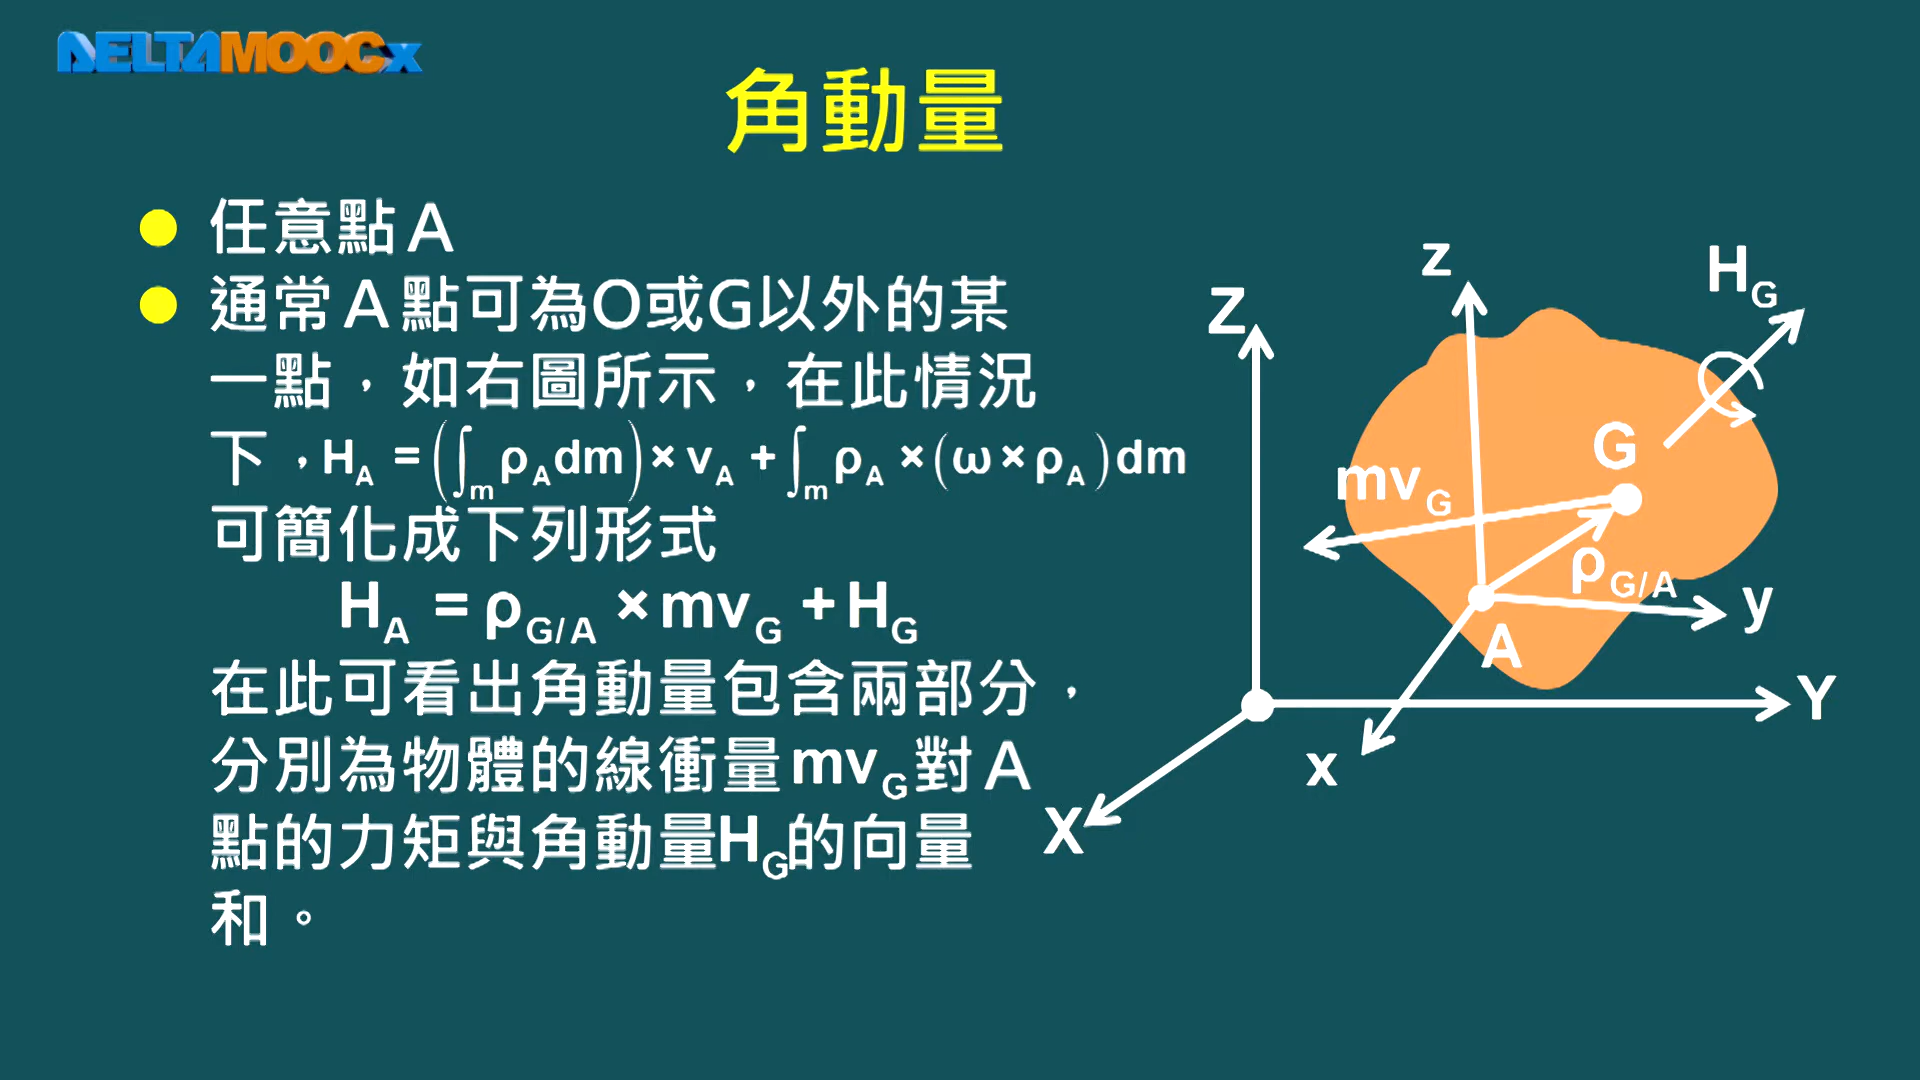 DELTAMOOCx
角動量
● 任意點A
● 通常A點可為O或G以外的某
一點，如右圖所示，在此情況
下，H_A = (∫_m ρ_A dm) × v_A + ∫_m ρ_A × (ω × ρ_A) dm
可簡化成下列形式
H_A = ρ_G/A × mv_G + H_G
在此可看出角動量包含兩部分，
分別為物體的線衝量mv_G對A
點的力矩與角動量H_G的向量
和。
z
H_G
Z
G
mv_G
ρ_G/A
y
A
Y
x
X